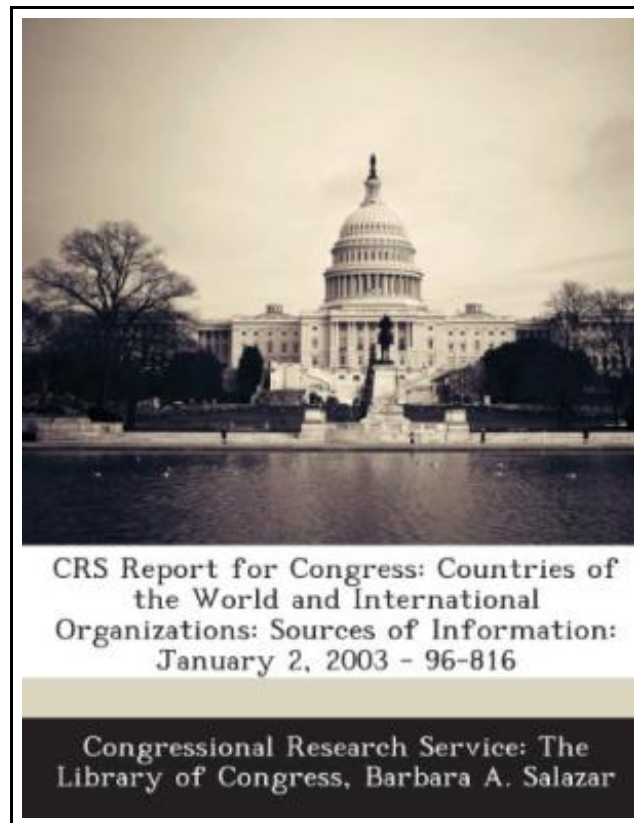 CRS Report for Congress: Countries of
the World and International
Organizations: Sources of Information:
January 2, 2003 - 96-816
Congressional Research Service: The
Library of Congress, Barbara A. Salazar